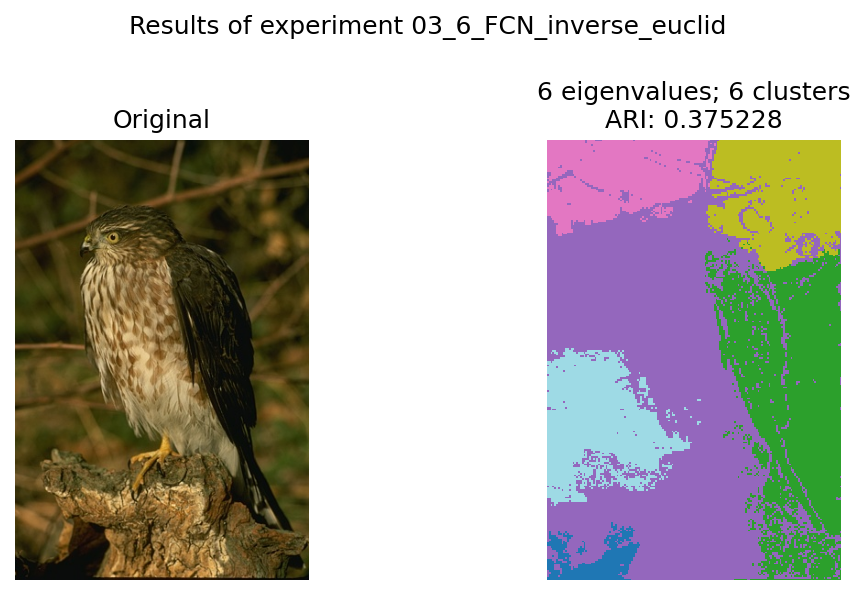 Results of experiment 03_6_FCN_inverse_euclid
Original
6 eigenvalues; 6 clusters
ARI: 0.375228